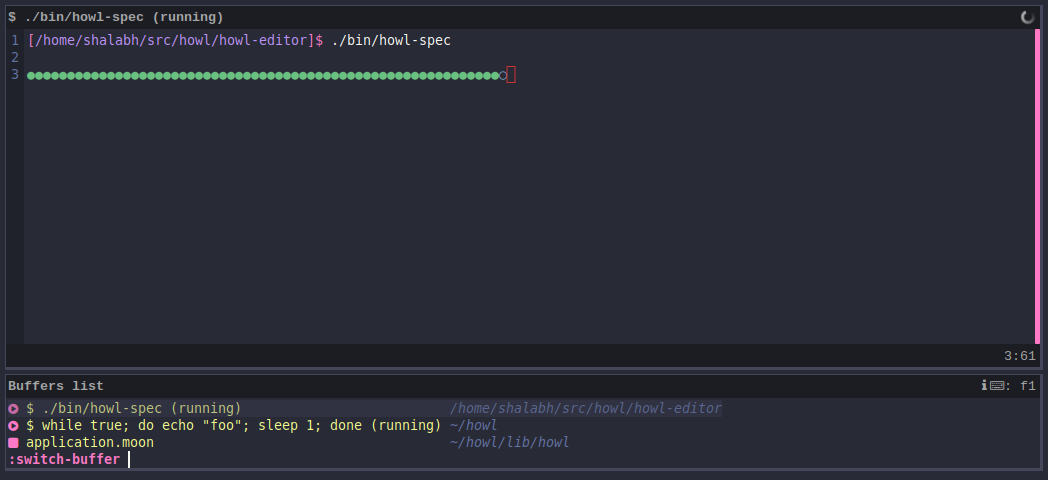 $ ./bin/howl-spec (running)
1 [/home/shalabh/src/howl/howl-editor]$ ./bin/howl-spec
2
3 ●●●●●●●●●●●●●●●●●●●●●●●●●●●●●●●●●●●●●●●●●●●●●●●●●●●●●●●●●●●○
3:61
Buffers list : f1
$ ./bin/howl-spec (running) /home/shalabh/src/howl/howl-editor
$ while true; do echo "foo"; sleep 1; done (running) ~/howl
application.moon ~/howl/lib/howl
:switch-buffer